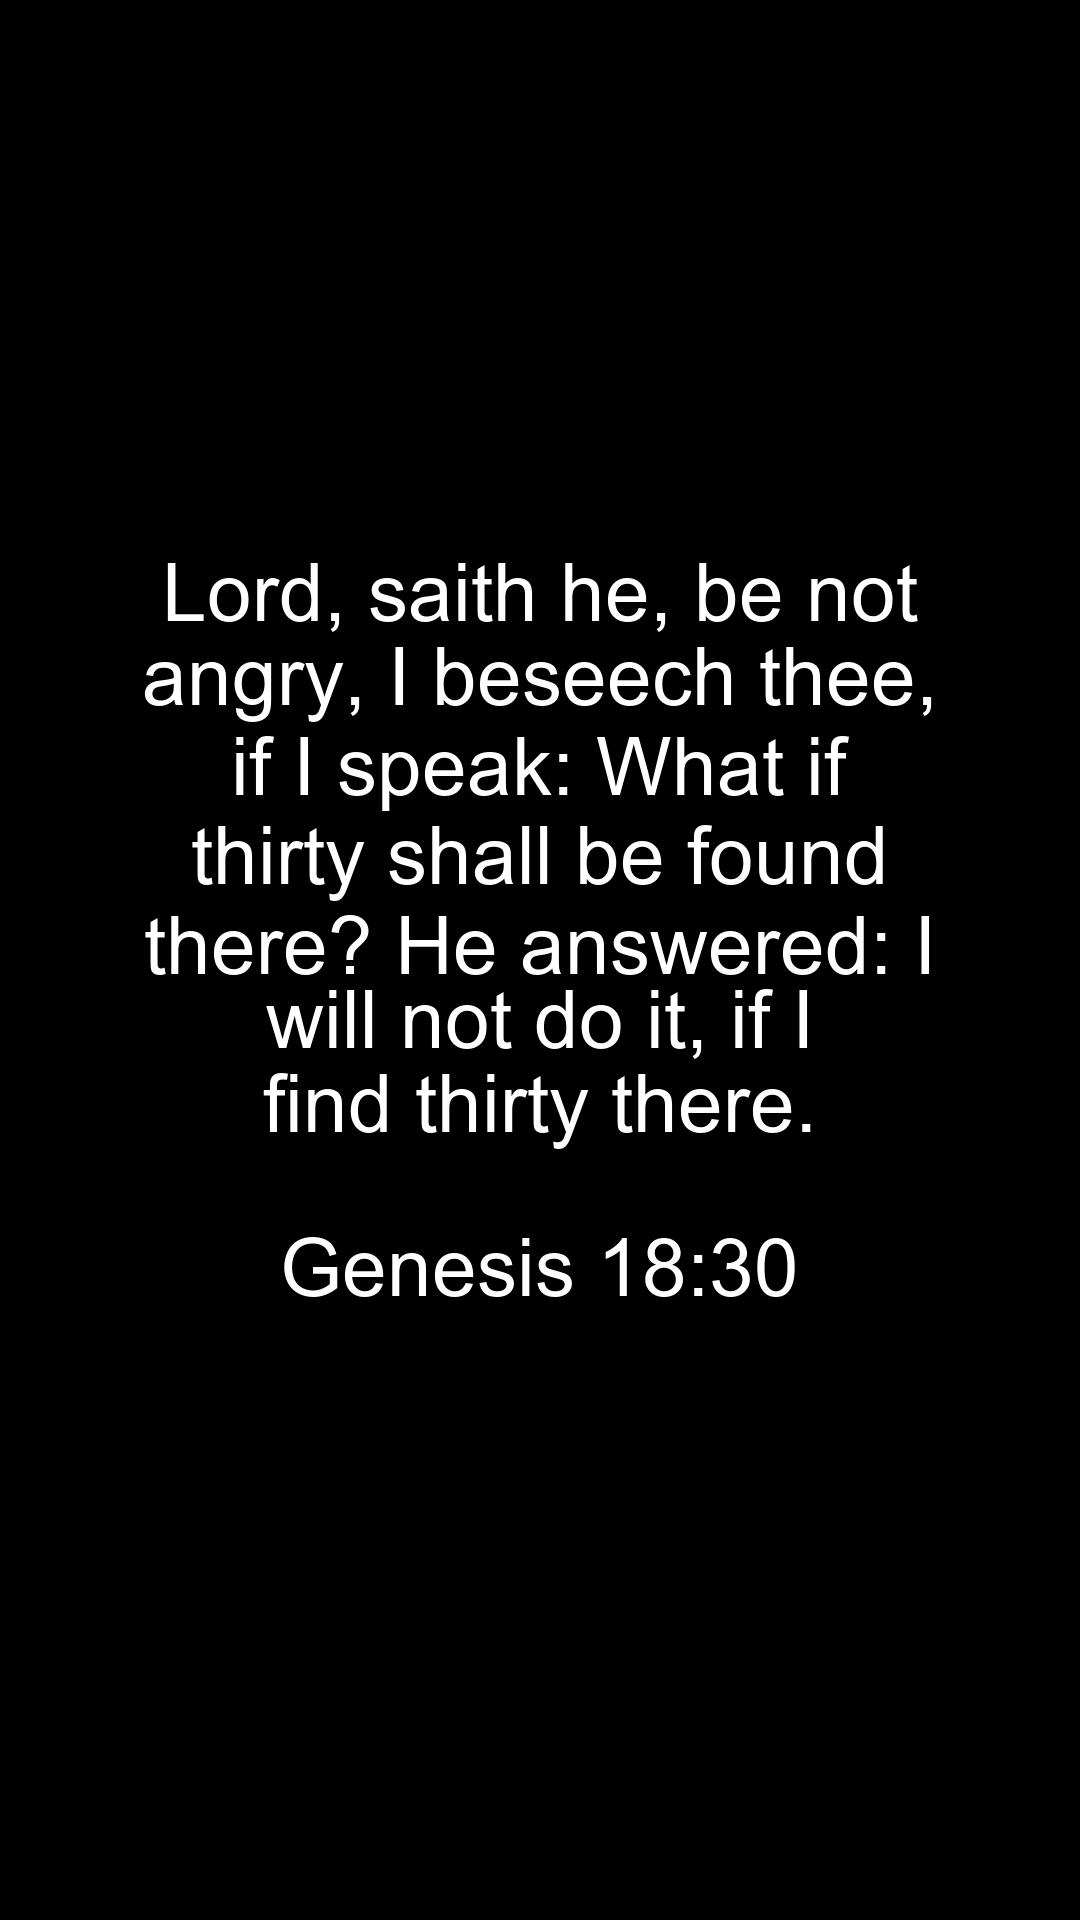 Lord, saith he, be not
angry, I beseech thee,
if I speak: What if
thirty shall be found
there? He answered: I
will not do it, if I
find thirty there.
Genesis 18:30